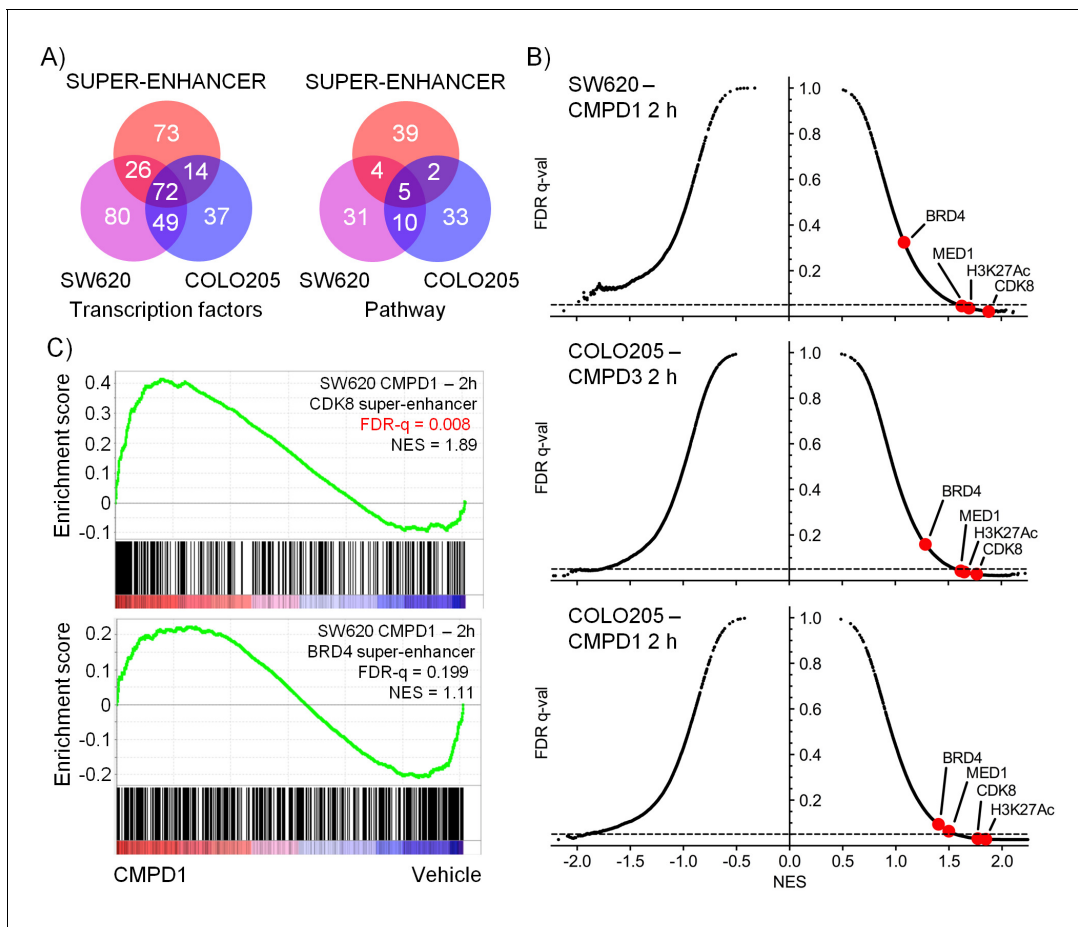 A)
SUPER-ENHANCER
73
26
14
72
80
49
37
SW620
COLO205
Transcription factors
SUPER-ENHANCER
39
4
2
5
31
10
33
SW620
COLO205
Pathway
B)
SW620 –
CMPD1 2 h
FDR q-val
1.0
0.8
0.6
0.4
0.2
BRD4
MED1
H3K27Ac
CDK8
COLO205 –
CMPD3 2 h
FDR q-val
1.0
0.8
0.6
0.4
0.2
BRD4
MED1
H3K27Ac
CDK8
COLO205 –
CMPD1 2 h
FDR q-val
1.0
0.8
0.6
0.4
0.2
BRD4
MED1
CDK8
H3K27Ac
-2.0 -1.5 -1.0 -0.5 0.0 0.5 1.0 1.5 2.0
NES
C)
Enrichment score
0.4
0.3
0.2
0.1
0
-0.1
SW620 CMPD1 – 2h
CDK8 super-enhancer
FDR-q = 0.008
NES = 1.89
Enrichment score
0.2
0.1
0
-0.1
-0.2
SW620 CMPD1 – 2h
BRD4 super-enhancer
FDR-q = 0.199
NES = 1.11
CMPD1 Vehicle